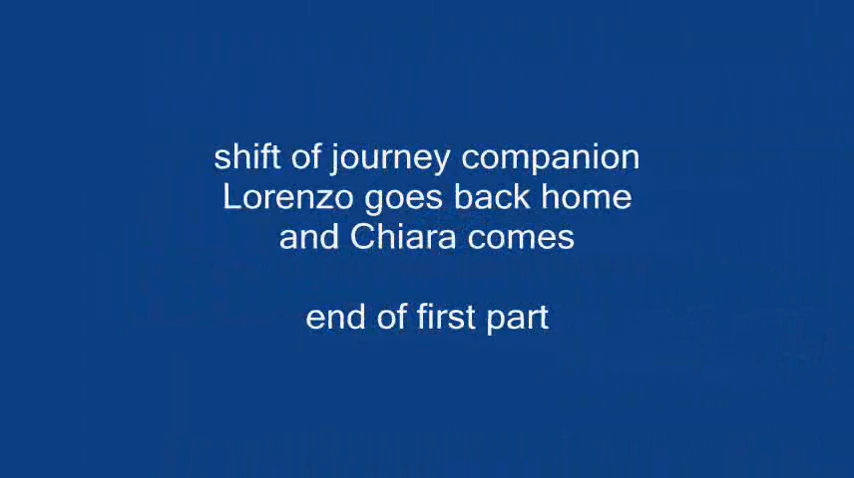 shift of journey companion
Lorenzo goes back home
and Chiara comes
end of first part